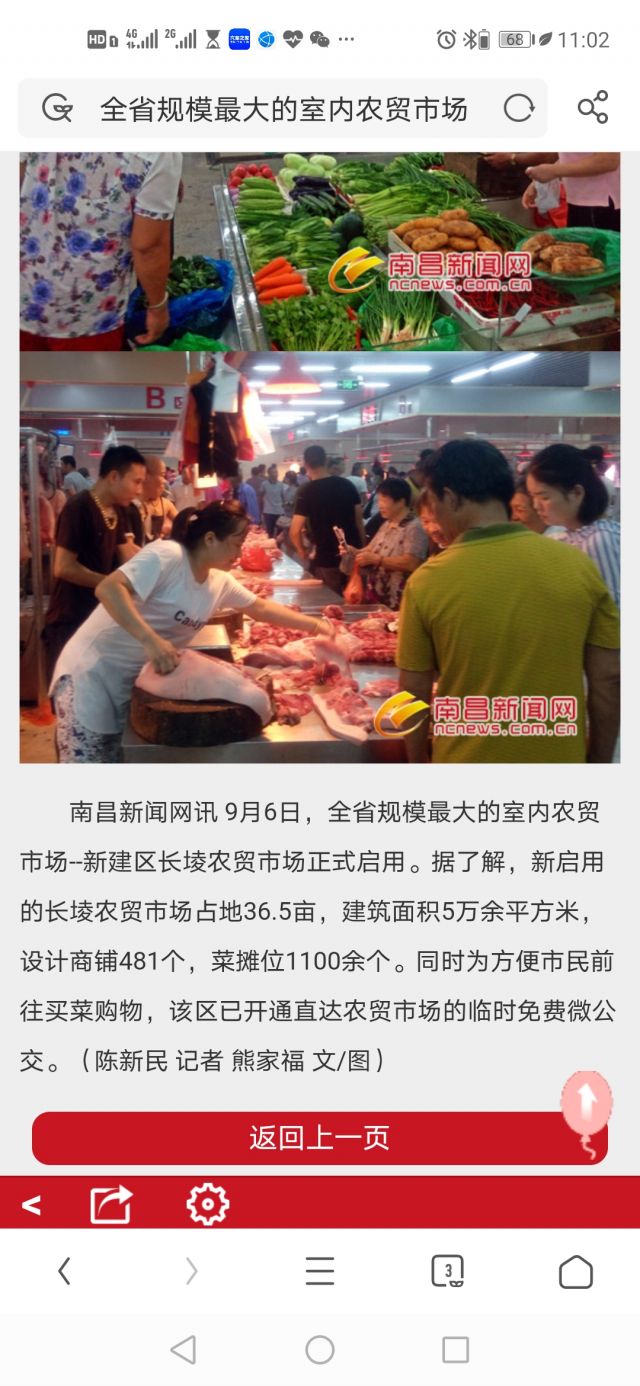 HD 1 4G 2G 68 11:02
全省规模最大的室内农贸市场
南昌新闻网
ncnews.com.cn
B区
南昌新闻网
ncnews.com.cn
南昌新闻网讯 9月6日，全省规模最大的室内农贸
市场--新建区长堎农贸市场正式启用。据了解，新启用
的长堎农贸市场占地36.5亩，建筑面积5万余平方米，
设计商铺481个，菜摊位1100余个。同时为方便市民前
往买菜购物，该区已开通直达农贸市场的临时免费微公
交。（陈新民 记者 熊家福 文/图）
返回上一页
3